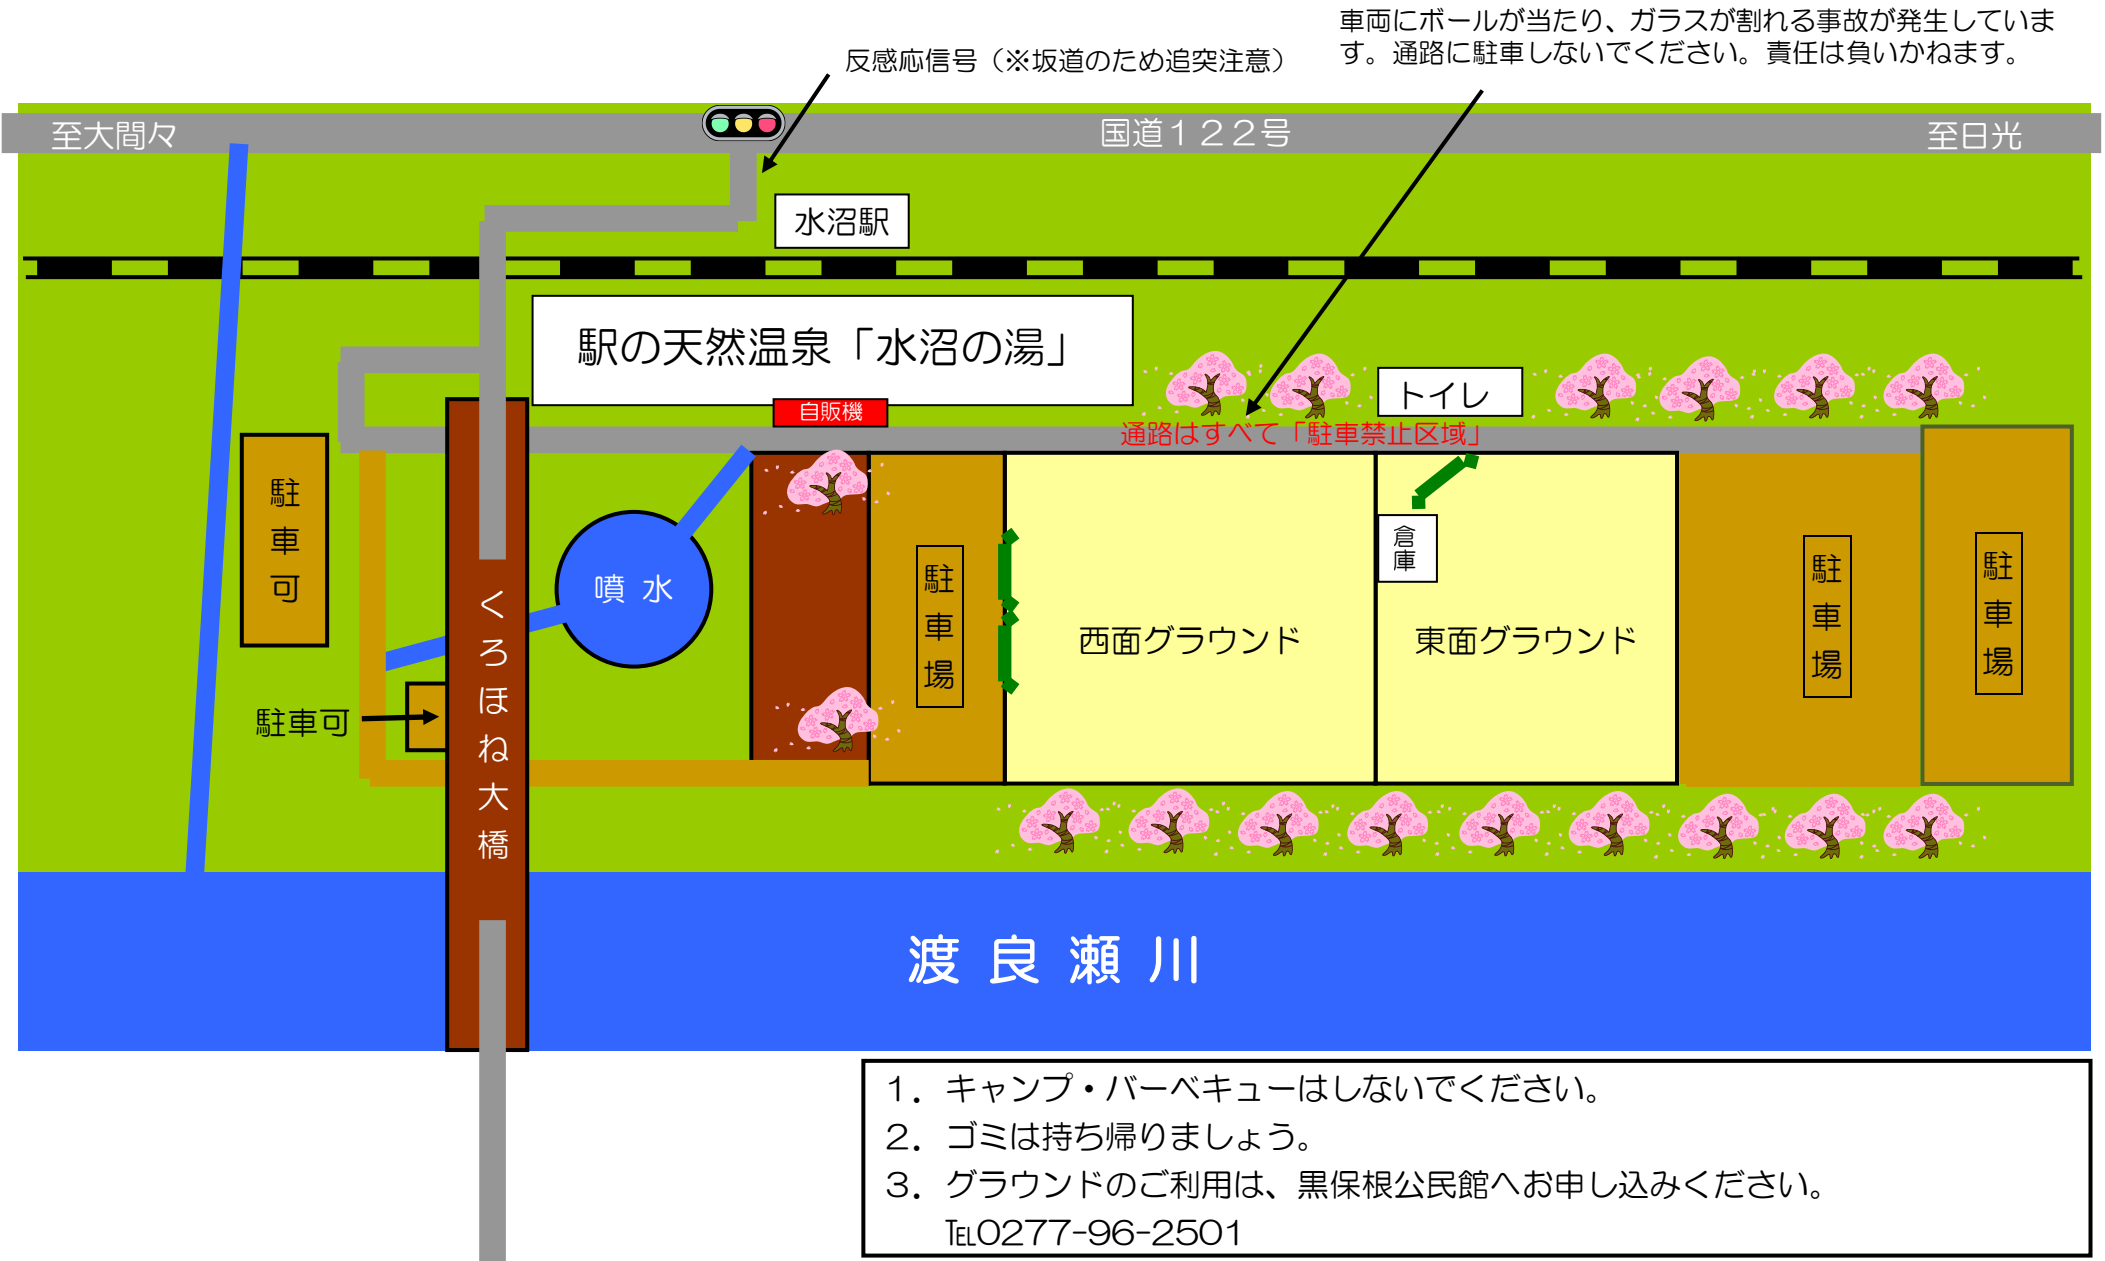 車両にボールが当たり、ガラスが割れる事故が発生していま
す。通路に駐車しないでください。責任は負いかねます。
反感応信号（※坂道のため追突注意）
至大間々
国道１２２号
至日光
水沼駅
駅の天然温泉「水沼の湯」
自販機
トイレ
通路はすべて「駐車禁止区域」
駐車可
噴 水
駐車場
倉庫
西面グラウンド
東面グラウンド
駐車場
駐車場
くろほね大橋
駐車可
渡 良 瀬 川
１．キャンプ・バーベキューはしないでください。
２．ゴミは持ち帰りましょう。
３．グラウンドのご利用は、黒保根公民館へお申し込みください。
℡0277-96-2501